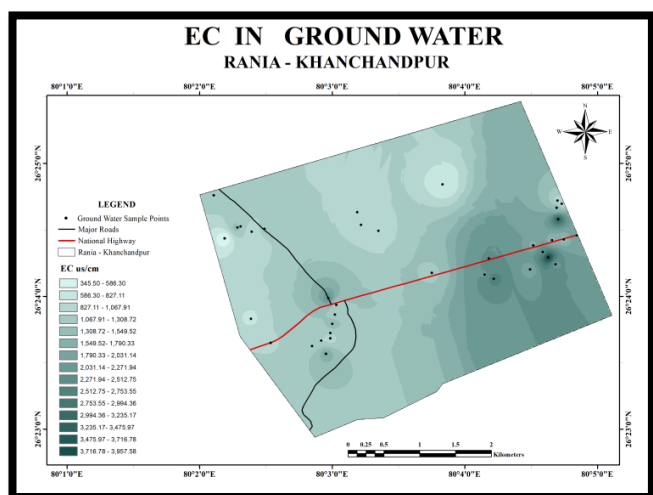 EC IN GROUND WATER
RANIA - KHANCHANDPUR
80°1'0"E 80°2'0"E 80°3'0"E 80°4'0"E 80°5'0"E
N
W E
S
26°25'0"N 26°25'0"N
LEGEND
Ground Water Sample Points
Major Roads
National Highway
Rania - Khanchandpur
EC us/cm
345.50 - 586.30
586.30 - 827.11
827.11 - 1,067.91
1,067.91 - 1,308.72
1,308.72 - 1,549.52
1,549.52- 1,790.33
1,790.33 - 2,031.14
2,031.14 - 2,271.94
2,271.94 - 2,512.75
2,512.75 - 2,753.55
2,753.55 - 2,994.36
2,994.36 - 3,235.17
3,235.17- 3,475.97
3,475.97 - 3,716.78
3,716.78 - 3,957.58
26°24'0"N 26°24'0"N
26°23'0"N 26°23'0"N
0 0.25 0.5 1 1.5 2
Kilometers
80°1'0"E 80°2'0"E 80°3'0"E 80°4'0"E 80°5'0"E